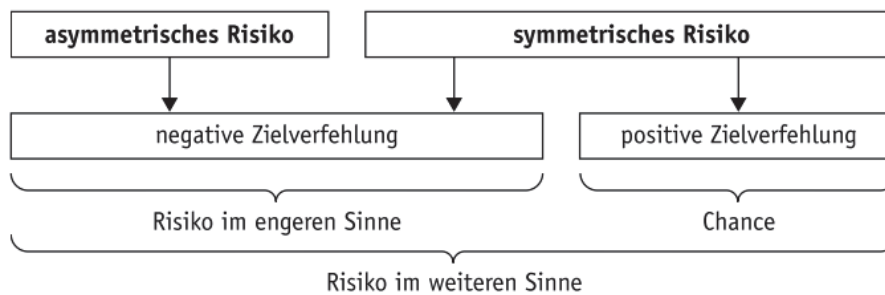 asymmetrisches Risiko
symmetrisches Risiko
negative Zielverfehlung
positive Zielverfehlung
Risiko im engeren Sinne
Chance
Risiko im weiteren Sinne